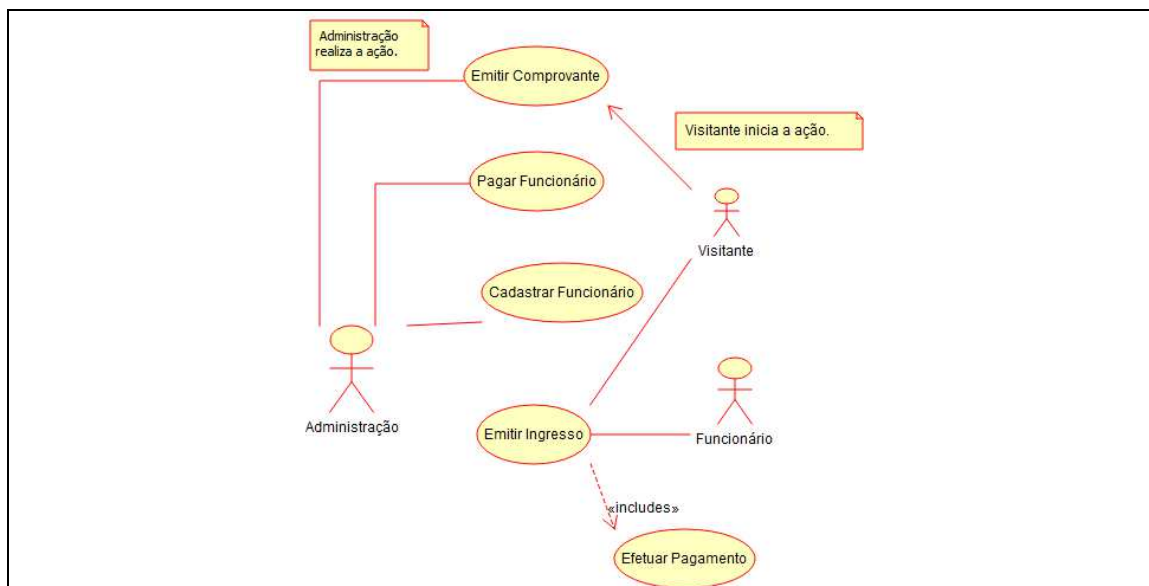 Administração
realiza a ação.
Emitir Comprovante
Visitante inicia a ação.
Pagar Funcionário
Visitante
Cadastrar Funcionário
Administração
Emitir Ingresso
Funcionário
«includes»
Efetuar Pagamento